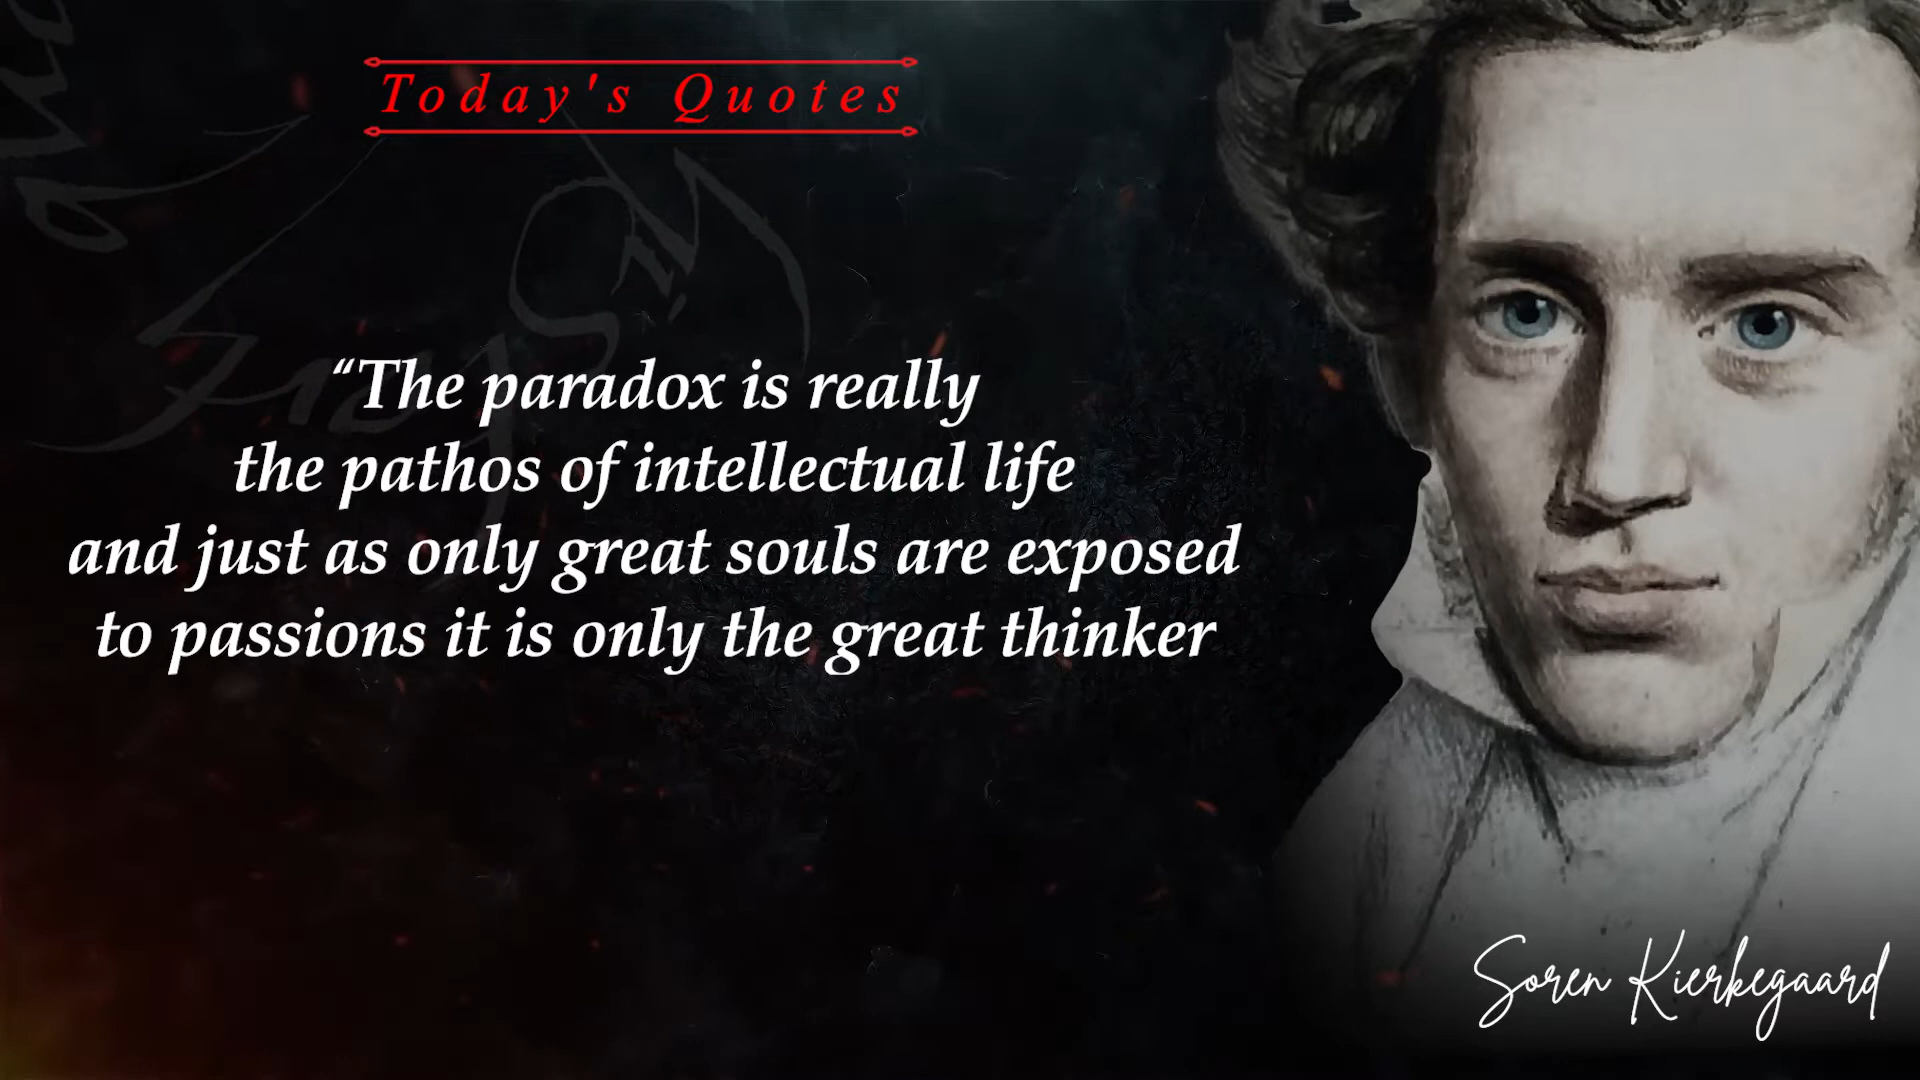 Today's Quotes
“The paradox is really
the pathos of intellectual life
and just as only great souls are exposed
to passions it is only the great thinker
Soren Kierkegaard